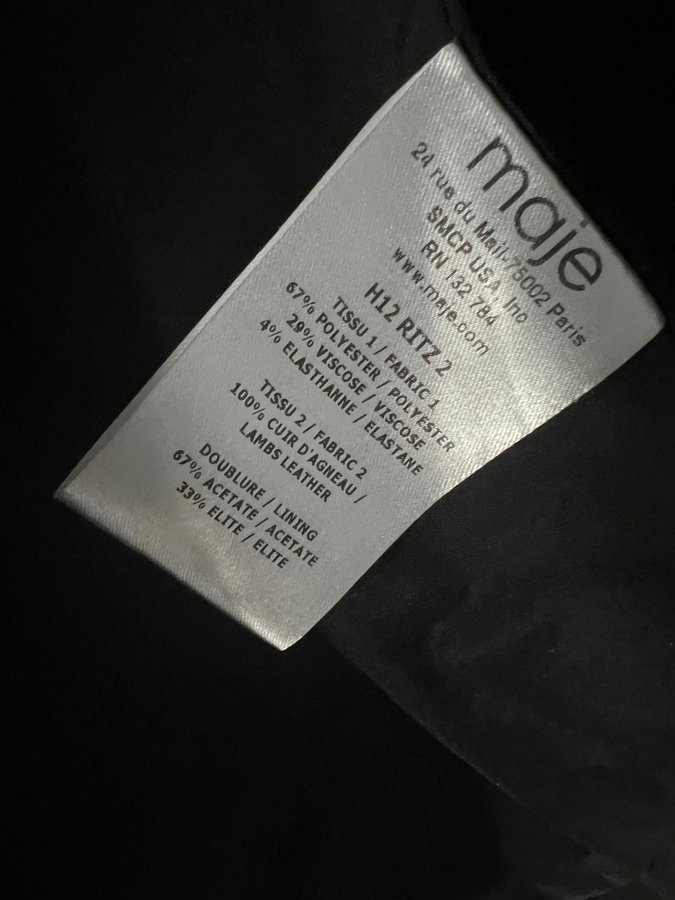 maje
24 rue du Mail-75002 Paris
SMCP USA, Inc
RN 132 784
www.maje.com
H12 RITZ 2
TISSU 1 / FABRIC 1
67% POLYESTER / POLYESTER
29% VISCOSE / VISCOSE
4% ELASTHANNE / ELASTANE
TISSU 2 / FABRIC 2
100% CUIR D'AGNEAU /
LAMBS LEATHER
DOUBLURE / LINING
67% ACETATE / ACETATE
33% ELITE / ELITE